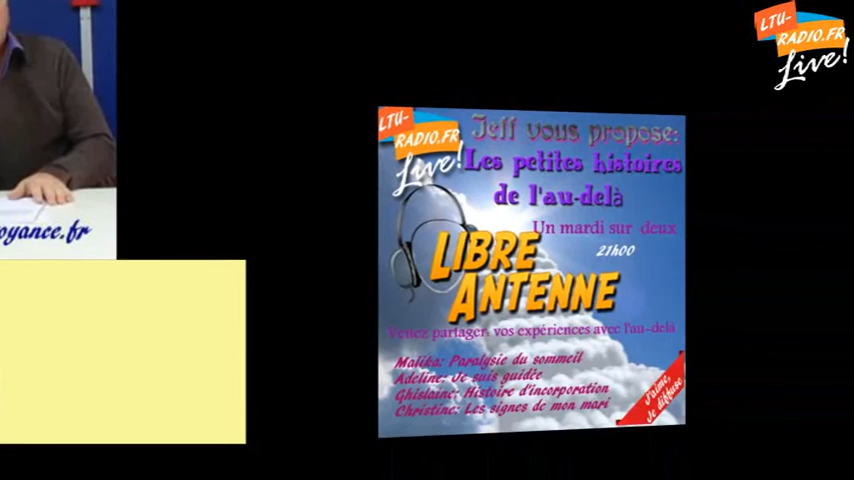 LTU-
RADIO.FR
Live!
LTU-
RADIO.FR
Live!
Jeff vous propose:
Les petites histoires
de l'au-delà
Un mardi sur deux
21h00
LIBRE
ANTENNE
Venez partager vos expériences avec l'au-delà
Malika: Paralysie du sommeil
Adeline: Je suis guidée
Ghislaine: Histoire d'incorporation
Christine: Les signes de mon mari
J'aime,
Je diffuse
oyance.fr